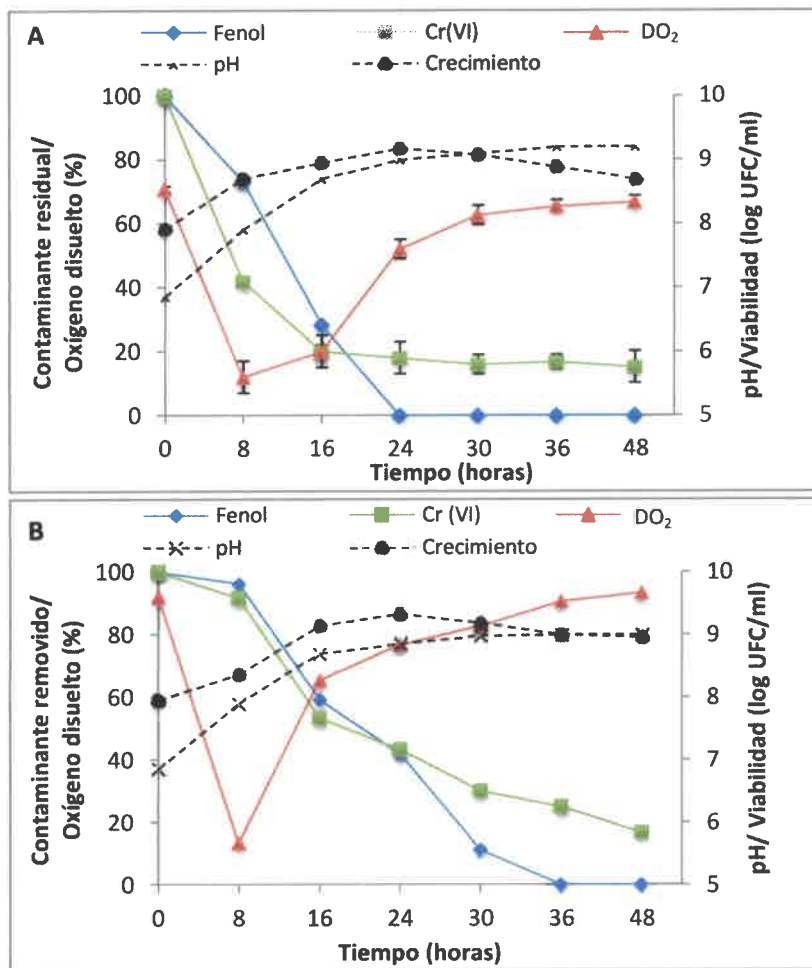 A
Fenol Cr(VI) DO₂
pH Crecimiento
100 10
80 9
60 8
40 7
20 6
0 5
0 8 16 24 30 36 48
Tiempo (horas)
Contaminante residual/
Oxígeno disuelto (%)
pH/Viabilidad (log UFC/ml)
B
Fenol Cr (VI) DO₂
pH Crecimiento
100 10
80 9
60 8
40 7
20 6
0 5
0 8 16 24 30 36 48
Tiempo (horas)
Contaminante removido/
Oxígeno disuelto (%)
pH/ Viabilidad (log UFC/ml)